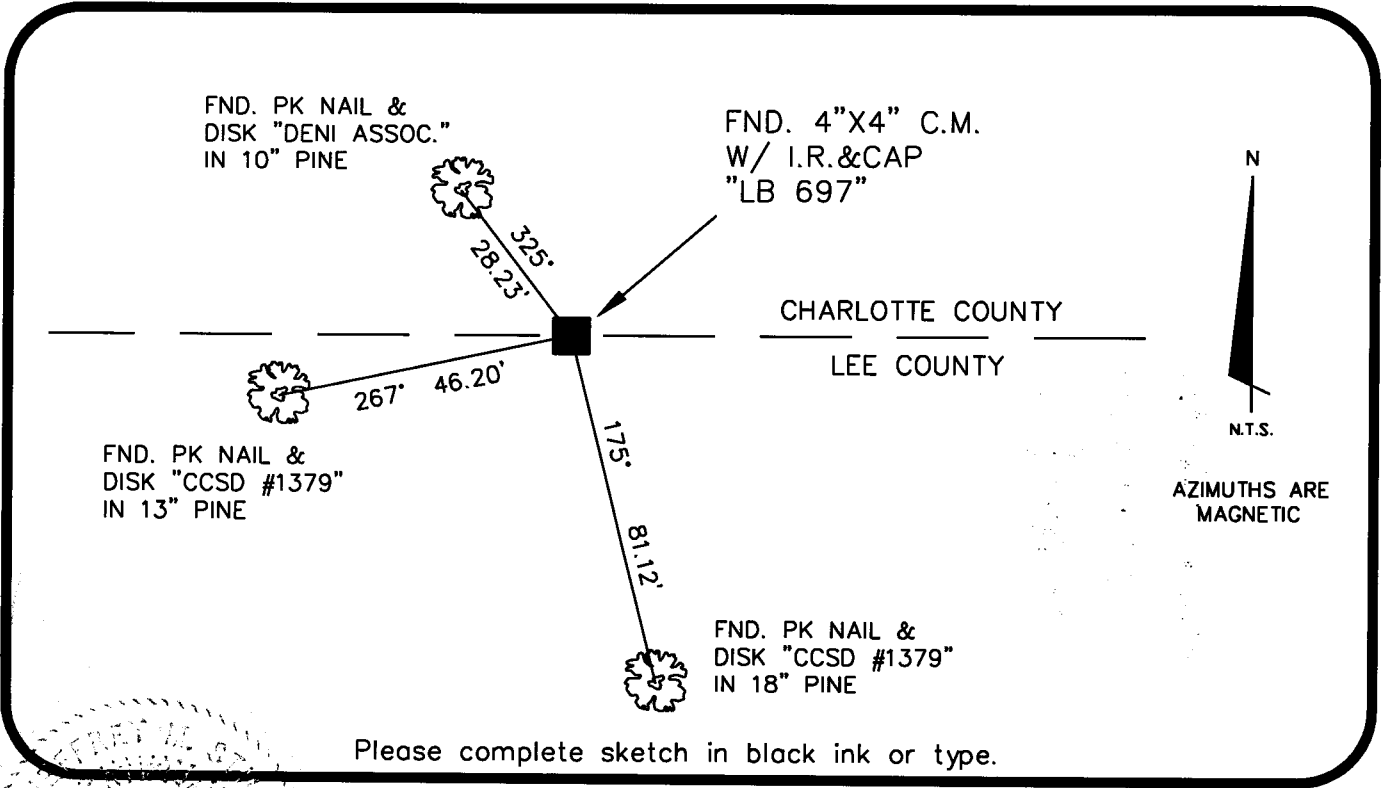 FND. PK NAIL &
DISK "DENI ASSOC."
IN 10" PINE
FND. 4"X4" C.M.
W/ I.R.&CAP
"LB 697"
N
325°
28.23'
CHARLOTTE COUNTY
LEE COUNTY
267° 46.20'
175°
81.12'
N.T.S.
AZIMUTHS ARE
MAGNETIC
FND. PK NAIL &
DISK "CCSD #1379"
IN 13" PINE
FND. PK NAIL &
DISK "CCSD #1379"
IN 18" PINE
Please complete sketch in black ink or type.